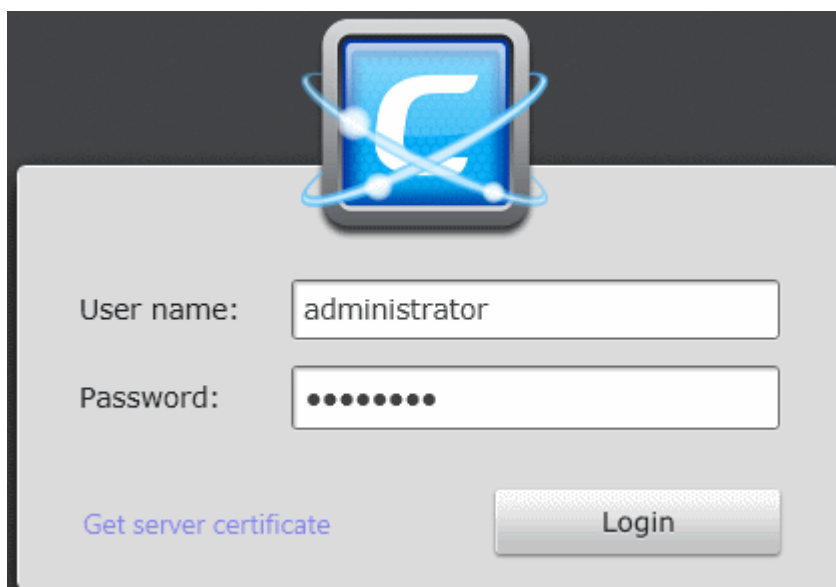 User name: administrator
Password: ●●●●●●●●
Get server certificate Login